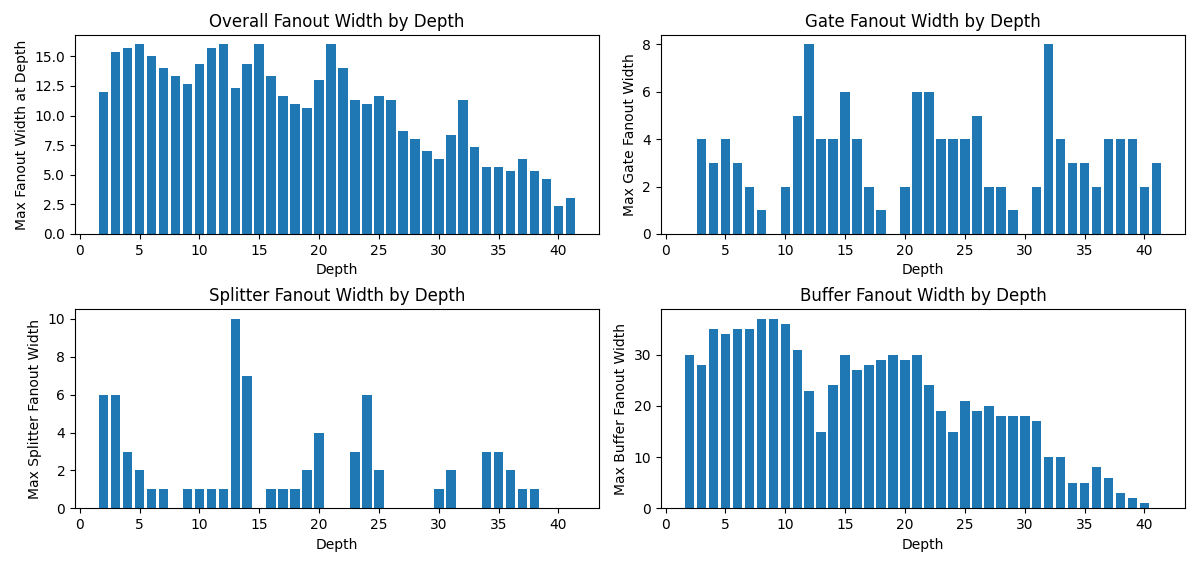 Overall Fanout Width by Depth
Max Fanout Width at Depth
15.0
12.5
10.0
7.5
5.0
2.5
0.0
0 5 10 15 20 25 30 35 40
Depth
Gate Fanout Width by Depth
Max Gate Fanout Width
8
6
4
2
0
0 5 10 15 20 25 30 35 40
Depth
Splitter Fanout Width by Depth
Max Splitter Fanout Width
10
8
6
4
2
0
0 5 10 15 20 25 30 35 40
Depth
Buffer Fanout Width by Depth
Max Buffer Fanout Width
30
20
10
0
0 5 10 15 20 25 30 35 40
Depth